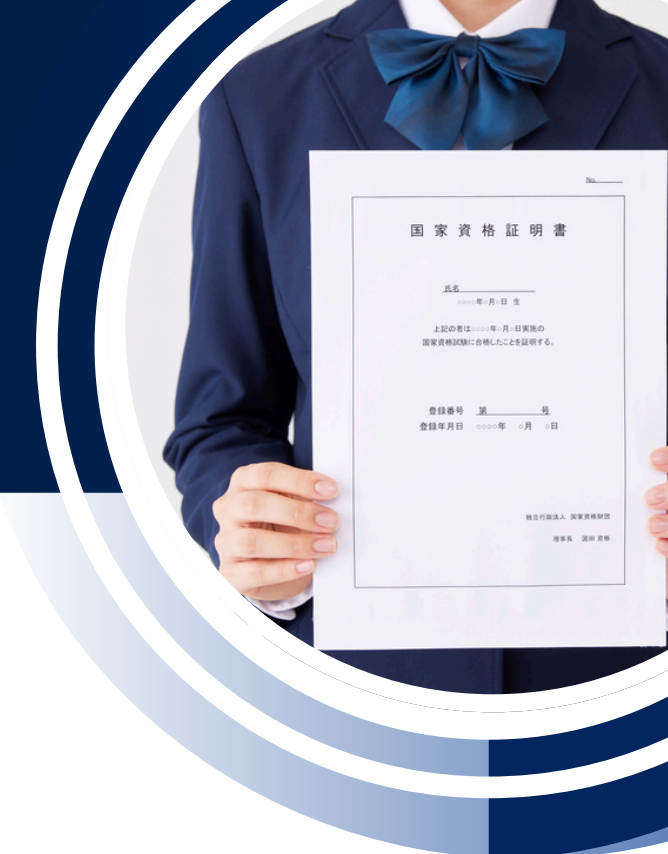 No.
国家資格証明書
氏名
○○○○年○月○日 生
上記の者は○○○○年○月○日実施の
国家資格試験に合格したことを証明する。
登録番号 第 号
登録年月日 ○○○○年 ○月 ○日
独立行政法人 国家資格財団
理事長 国田 資格